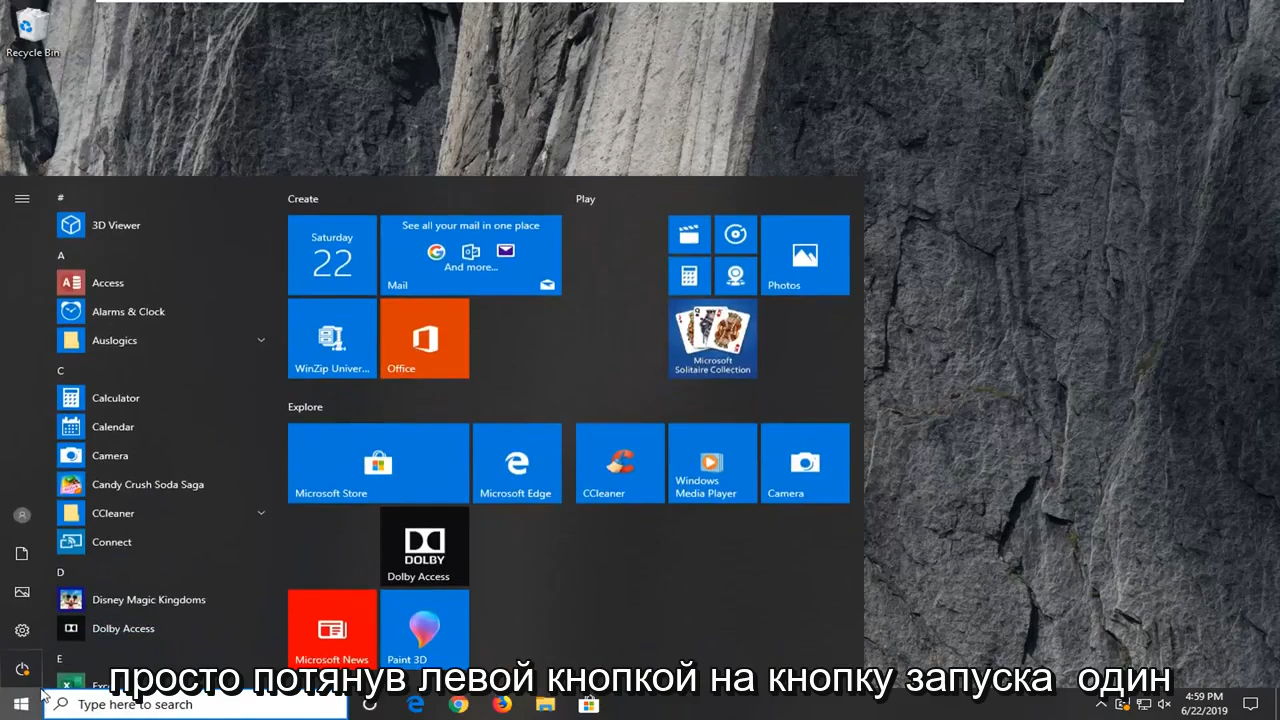 Recycle Bin
#
3D Viewer
A
Access
Alarms & Clock
Auslogics
C
Calculator
Calendar
Camera
Candy Crush Soda Saga
CCleaner
Connect
D
Disney Magic Kingdoms
Dolby Access
E
Create
Saturday
22
See all your mail in one place
And more...
Mail
WinZip Univer...
Office
Explore
Microsoft Store
Microsoft Edge
DOLBY
Dolby Access
Microsoft News
Paint 3D
Play
Photos
Microsoft
Solitaire Collection
CCleaner
Windows
Media Player
Camera
просто потянув левой кнопкой на кнопку запуска один
Type here to search
4:59 PM
6/22/2019